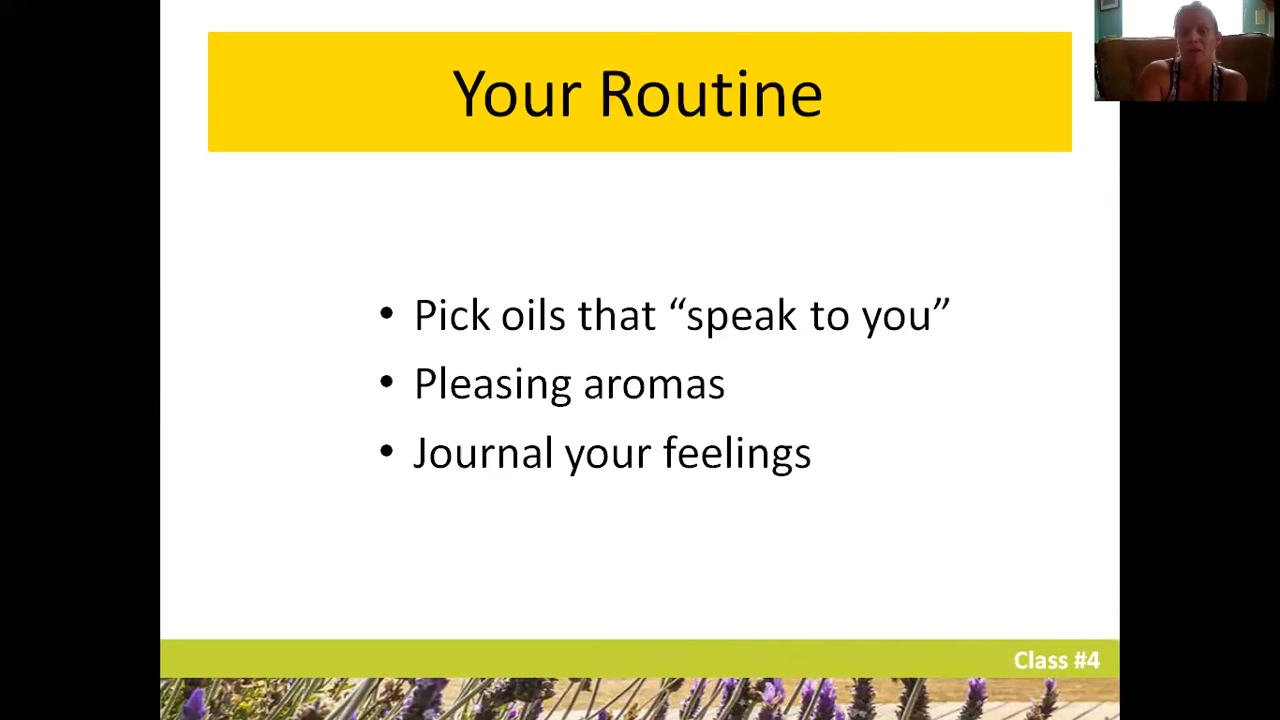 Your Routine
• Pick oils that “speak to you”
• Pleasing aromas
• Journal your feelings
Class #4